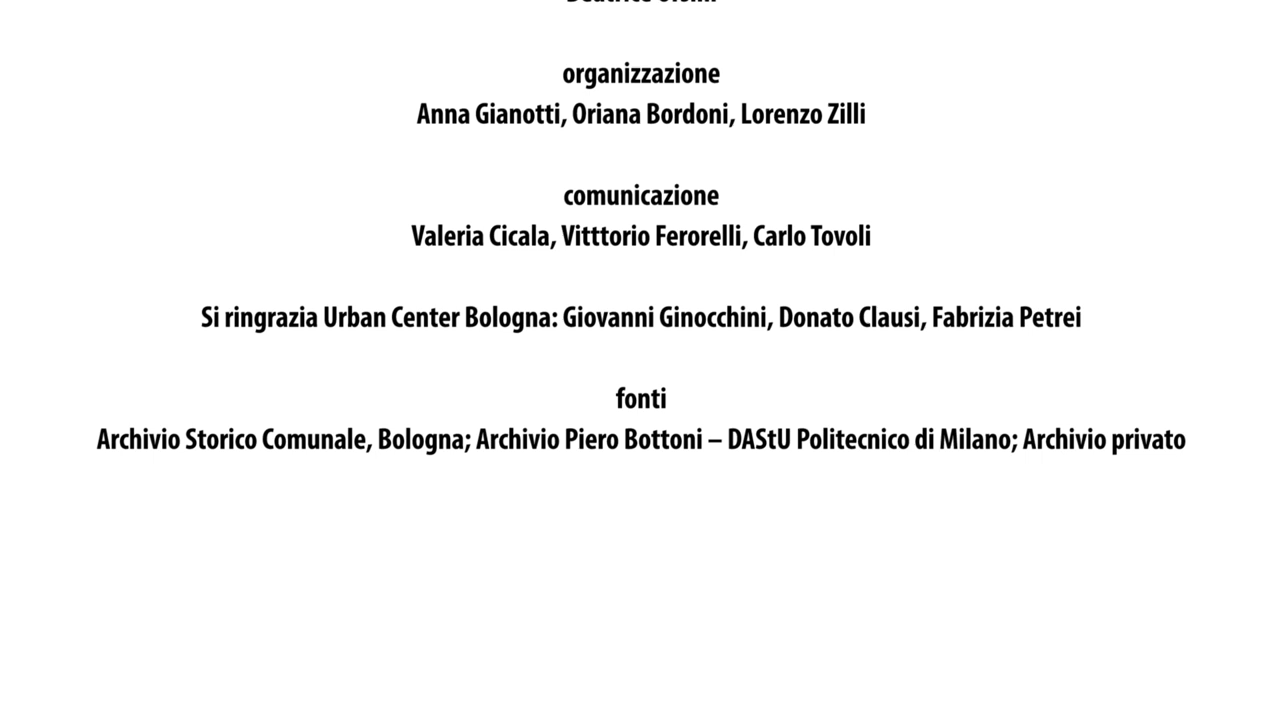 organizzazione
Anna Gianotti, Oriana Bordoni, Lorenzo Zilli
comunicazione
Valeria Cicala, Vitttorio Ferorelli, Carlo Tovoli
Si ringrazia Urban Center Bologna: Giovanni Ginocchini, Donato Clausi, Fabrizia Petrei
fonti
Archivio Storico Comunale, Bologna; Archivio Piero Bottoni – DAStU Politecnico di Milano; Archivio privato